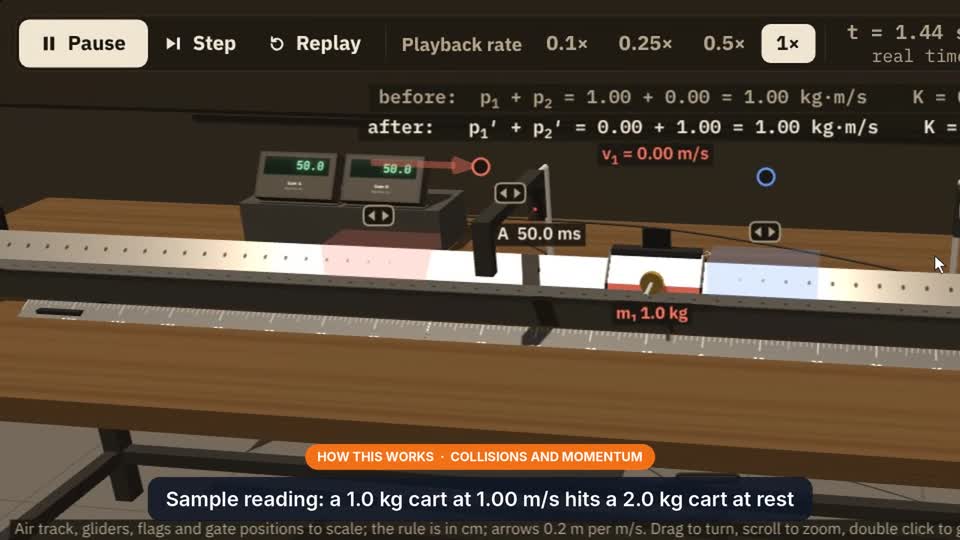 Pause Step Replay Playback rate 0.1× 0.25× 0.5× 1× t = 1.44 s
real time
before: p₁ + p₂ = 1.00 + 0.00 = 1.00 kg·m/s K =
after: p₁′ + p₂′ = 0.00 + 1.00 = 1.00 kg·m/s K =
v₁ = 0.00 m/s
50.0 50.0
A 50.0 ms
m₁ 1.0 kg
HOW THIS WORKS · COLLISIONS AND MOMENTUM
Sample reading: a 1.0 kg cart at 1.00 m/s hits a 2.0 kg cart at rest
Air track, gliders, flags and gate positions to scale; the rule is in cm; arrows 0.2 m per m/s. Drag to turn, scroll to zoom, double click to